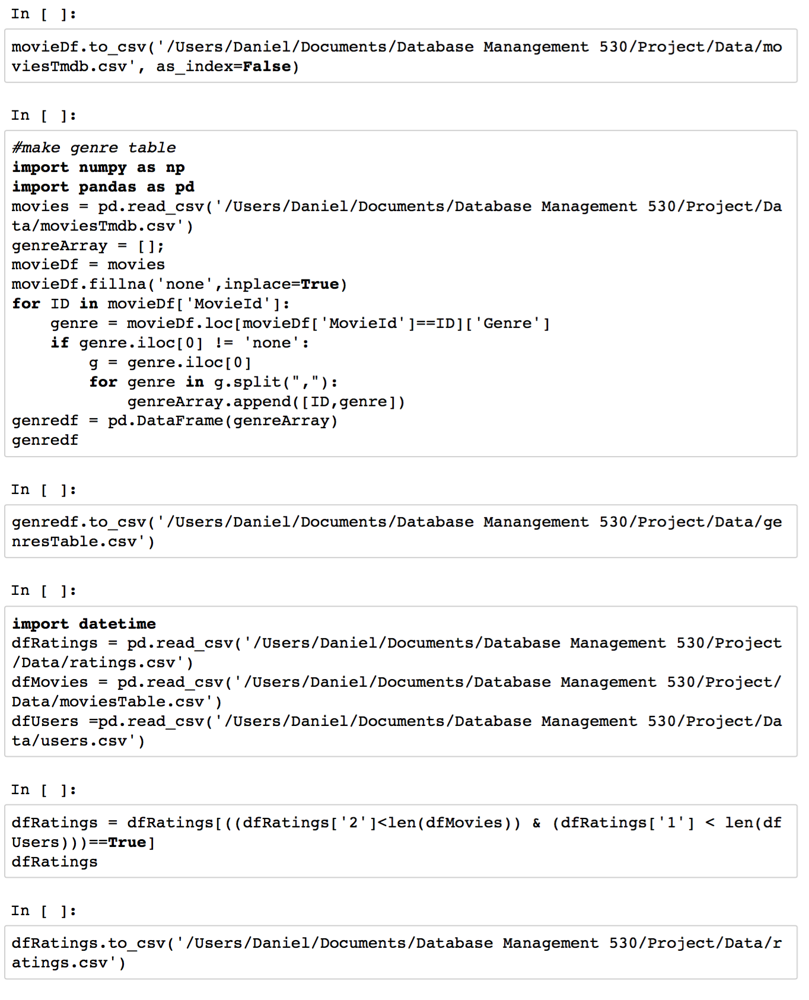 In [ ]:
movieDf.to_csv('/Users/Daniel/Documents/Database Manangement 530/Project/Data/mo
viesTmdb.csv', as_index=False)
In [ ]:
#make genre table
import numpy as np
import pandas as pd
movies = pd.read_csv('/Users/Daniel/Documents/Database Management 530/Project/Da
ta/moviesTmdb.csv')
genreArray = [];
movieDf = movies
movieDf.fillna('none',inplace=True)
for ID in movieDf['MovieId']:
    genre = movieDf.loc[movieDf['MovieId']==ID]['Genre']
    if genre.iloc[0] != 'none':
        g = genre.iloc[0]
        for genre in g.split(","):
            genreArray.append([ID,genre])
genredf = pd.DataFrame(genreArray)
genredf
In [ ]:
genredf.to_csv('/Users/Daniel/Documents/Database Manangement 530/Project/Data/ge
nresTable.csv')
In [ ]:
import datetime
dfRatings = pd.read_csv('/Users/Daniel/Documents/Database Management 530/Project
/Data/ratings.csv')
dfMovies = pd.read_csv('/Users/Daniel/Documents/Database Management 530/Project/
Data/moviesTable.csv')
dfUsers =pd.read_csv('/Users/Daniel/Documents/Database Management 530/Project/Da
ta/users.csv')
In [ ]:
dfRatings = dfRatings[((dfRatings['2']<len(dfMovies)) & (dfRatings['1'] < len(df
Users)))==True]
dfRatings
In [ ]:
dfRatings.to_csv('/Users/Daniel/Documents/Database Management 530/Project/Data/r
atings.csv')